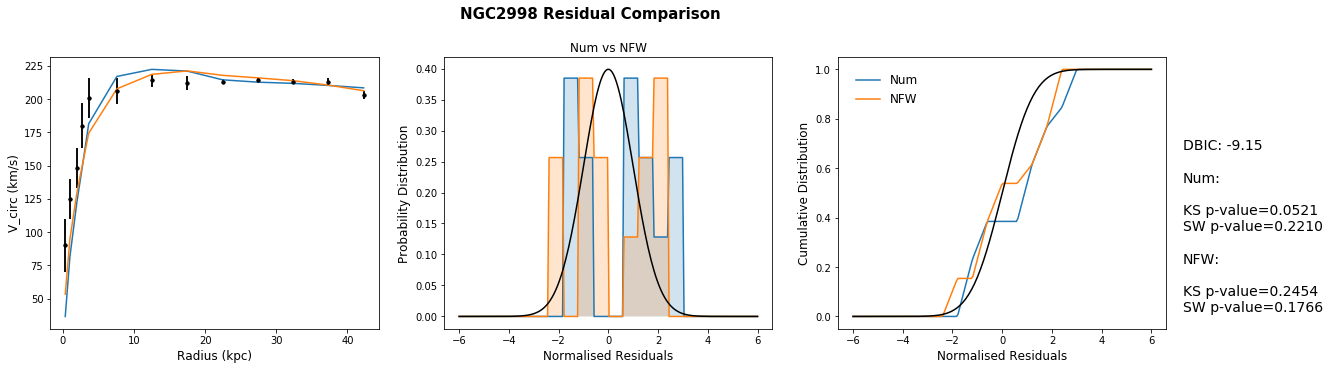 NGC2998 Residual Comparison
V_circ (km/s)
225
200
175
150
125
100
75
50
0
10
20
30
40
Radius (kpc)
Num vs NFW
Probability Distribution
0.40
0.35
0.30
0.25
0.20
0.15
0.10
0.05
0.00
−6
−4
−2
0
2
4
6
Normalised Residuals
Cumulative Distribution
1.0
0.8
0.6
0.4
0.2
0.0
Num
NFW
−6
−4
−2
0
2
4
6
Normalised Residuals
DBIC: -9.15
Num:
KS p-value=0.0521
SW p-value=0.2210
NFW:
KS p-value=0.2454
SW p-value=0.1766